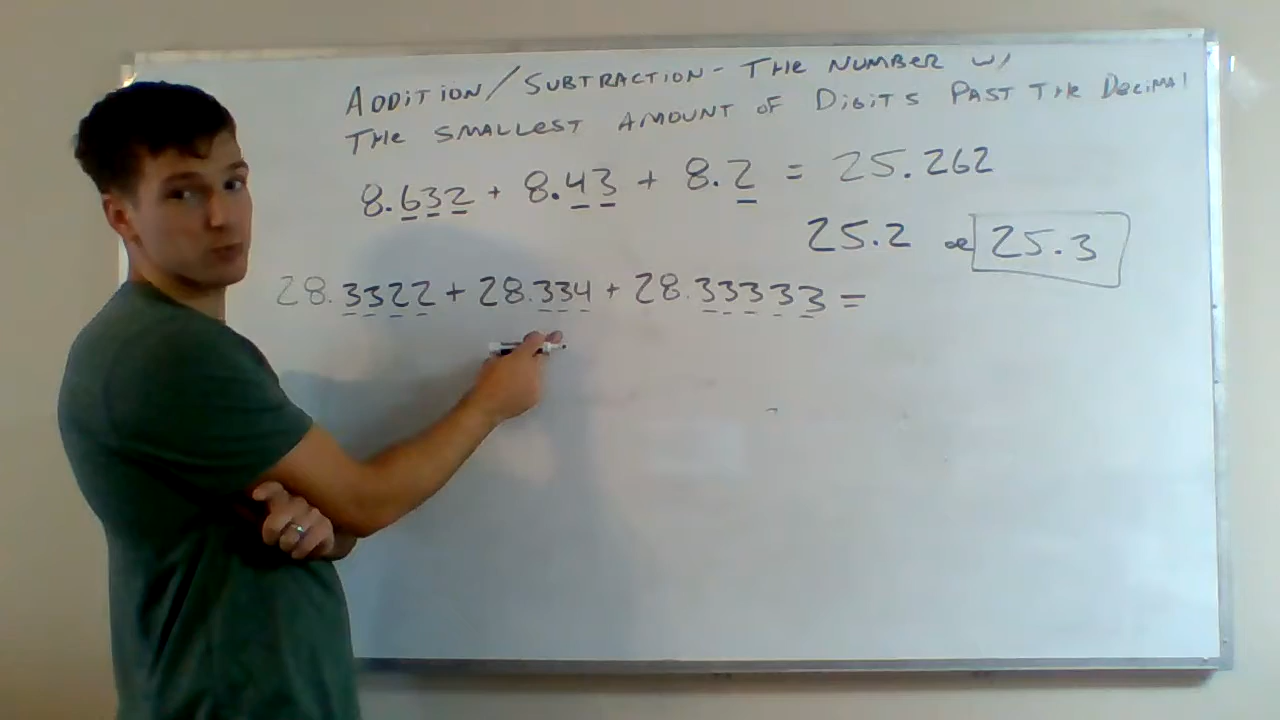 ADDITION/SUBTRACTION - THE NUMBER W/
THE SMALLEST AMOUNT OF DIGITS PAST THE DECIMAL
8.632 + 8.43 + 8.2 = 25.262
25.2 or 25.3
28.3322 + 28.334 + 28.33333 =